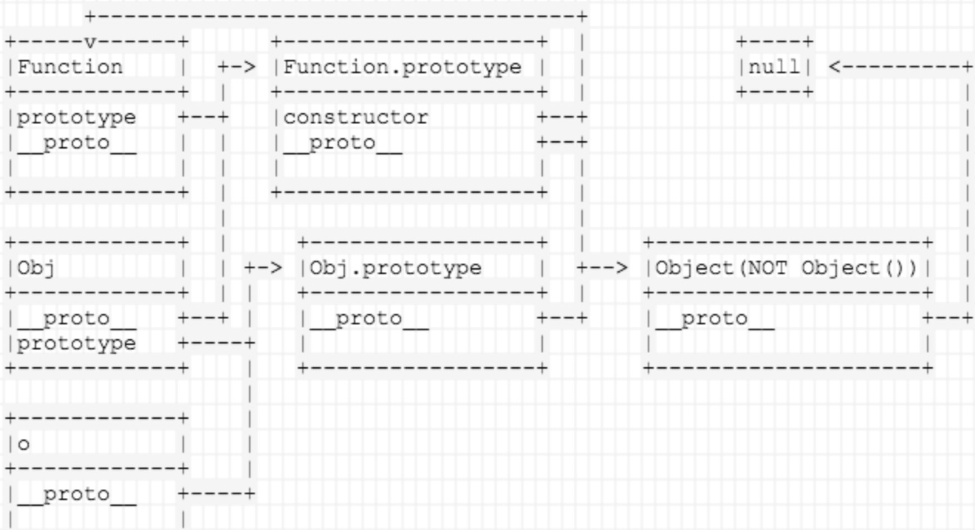 +-------------------------------------+
+-----v------+ +--------------------+ | +----+
|Function | +-> |Function.prototype | | |null| <----------+
+-------------+ | +--------------------+ | +----+ |
|prototype +--+ |constructor +--+ |
|__proto__ | | |__proto__ +---+ |
| | | | | | |
+-------------+ | +--------------------+ | |
| | |
+-------------+ | +------------------+ | +---------------------+ |
|Obj | | +-> |Obj.prototype | +--> |Object(NOT Object())| |
+-------------+ | | +------------------+ | +---------------------+ |
|__proto__ +--+ | |__proto__ +--+ |__proto__ +--+
|prototype +-----+ | | | |
+-------------+ | +------------------+ +---------------------+
|
+-------------+ |
|o | |
+-------------+ |
|__proto__ +-----+
| |